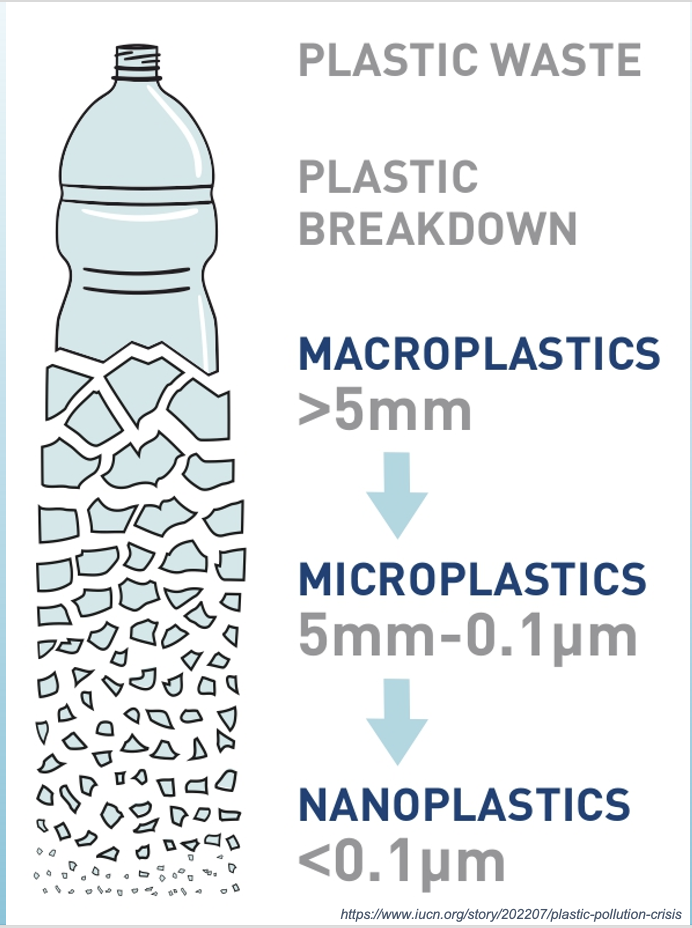 PLASTIC WASTE
PLASTIC
BREAKDOWN
MACROPLASTICS
>5mm
MICROPLASTICS
5mm-0.1µm
NANOPLASTICS
<0.1µm
https://www.iucn.org/story/202207/plastic-pollution-crisis